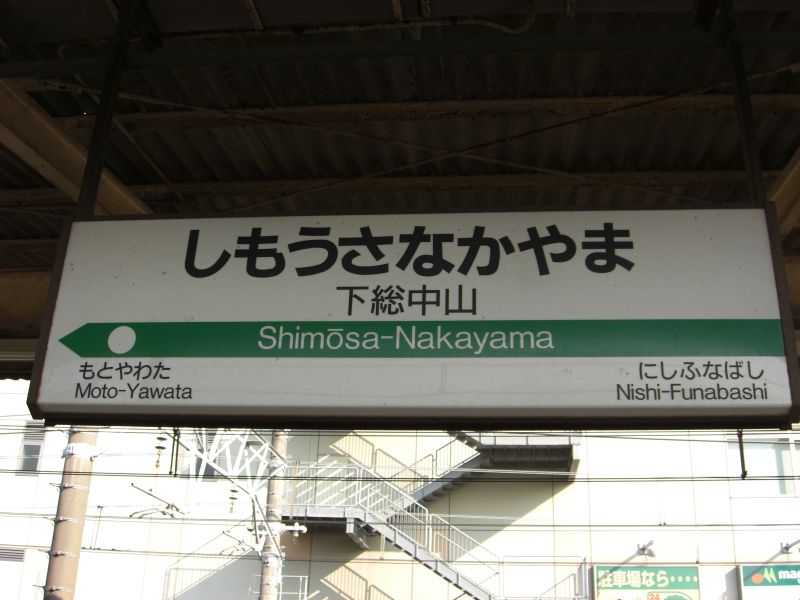 しもうさなかやま
下総中山
Shimōsa-Nakayama
もとやわた
Moto-Yawata
にしふなばし
Nishi-Funabashi
駐車場なら････
24